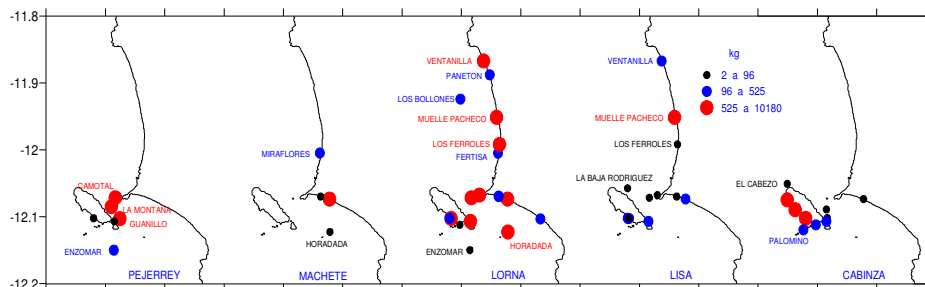 -11.8
-11.9
-12
-12.1
-12.2
CAMOTAL
LA MONTAÑA
GUANILLO
ENZOMAR
PEJERREY
MIRAFLORES
HORADADA
MACHETE
VENTANILLA
PANETON
LOS BOLLONES
MUELLE PACHECO
LOS FERROLES
FERTISA
ENZOMAR
HORADADA
LORNA
VENTANILLA
MUELLE PACHECO
LOS FERROLES
LA BAJA RODRIGUEZ
LISA
kg
2 a 96
96 a 525
525 a 10180
EL CABEZO
PALOMINO
CABINZA